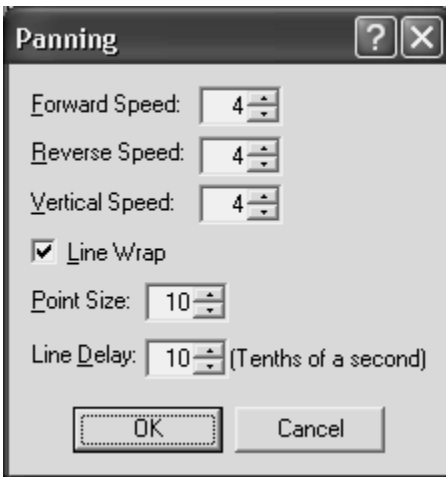 Panning ? X
Forward Speed: 4
Reverse Speed: 4
Vertical Speed: 4
Line Wrap
Point Size: 10
Line Delay: 10 (Tenths of a second)
OK Cancel